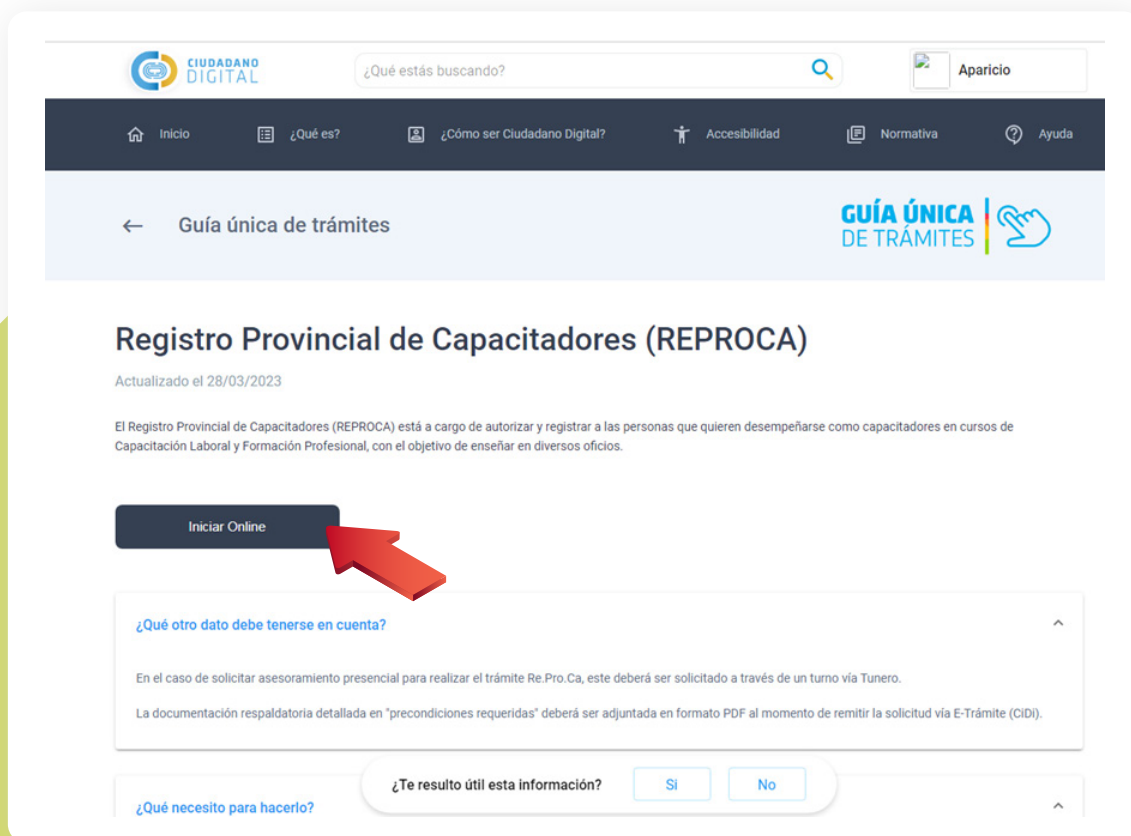 CIUDADANO
DIGITAL
¿Qué estás buscando?
Aparicio
Inicio
¿Qué es?
¿Cómo ser Ciudadano Digital?
Accesibilidad
Normativa
Ayuda
Guía única de trámites
GUÍA ÚNICA
DE TRÁMITES
Registro Provincial de Capacitadores (REPROCA)
Actualizado el 28/03/2023
El Registro Provincial de Capacitadores (REPROCA) está a cargo de autorizar y registrar a las personas que quieren desempeñarse como capacitadores en cursos de
Capacitación Laboral y Formación Profesional, con el objetivo de enseñar en diversos oficios.
Iniciar Online
¿Qué otro dato debe tenerse en cuenta?
En el caso de solicitar asesoramiento presencial para realizar el trámite Re.Pro.Ca, este deberá ser solicitado a través de un turno vía Tunero.
La documentación respaldatoria detallada en "precondiciones requeridas" deberá ser adjuntada en formato PDF al momento de remitir la solicitud vía E-Trámite (CiDi).
¿Te resulto útil esta información?
Si
No
¿Qué necesito para hacerlo?